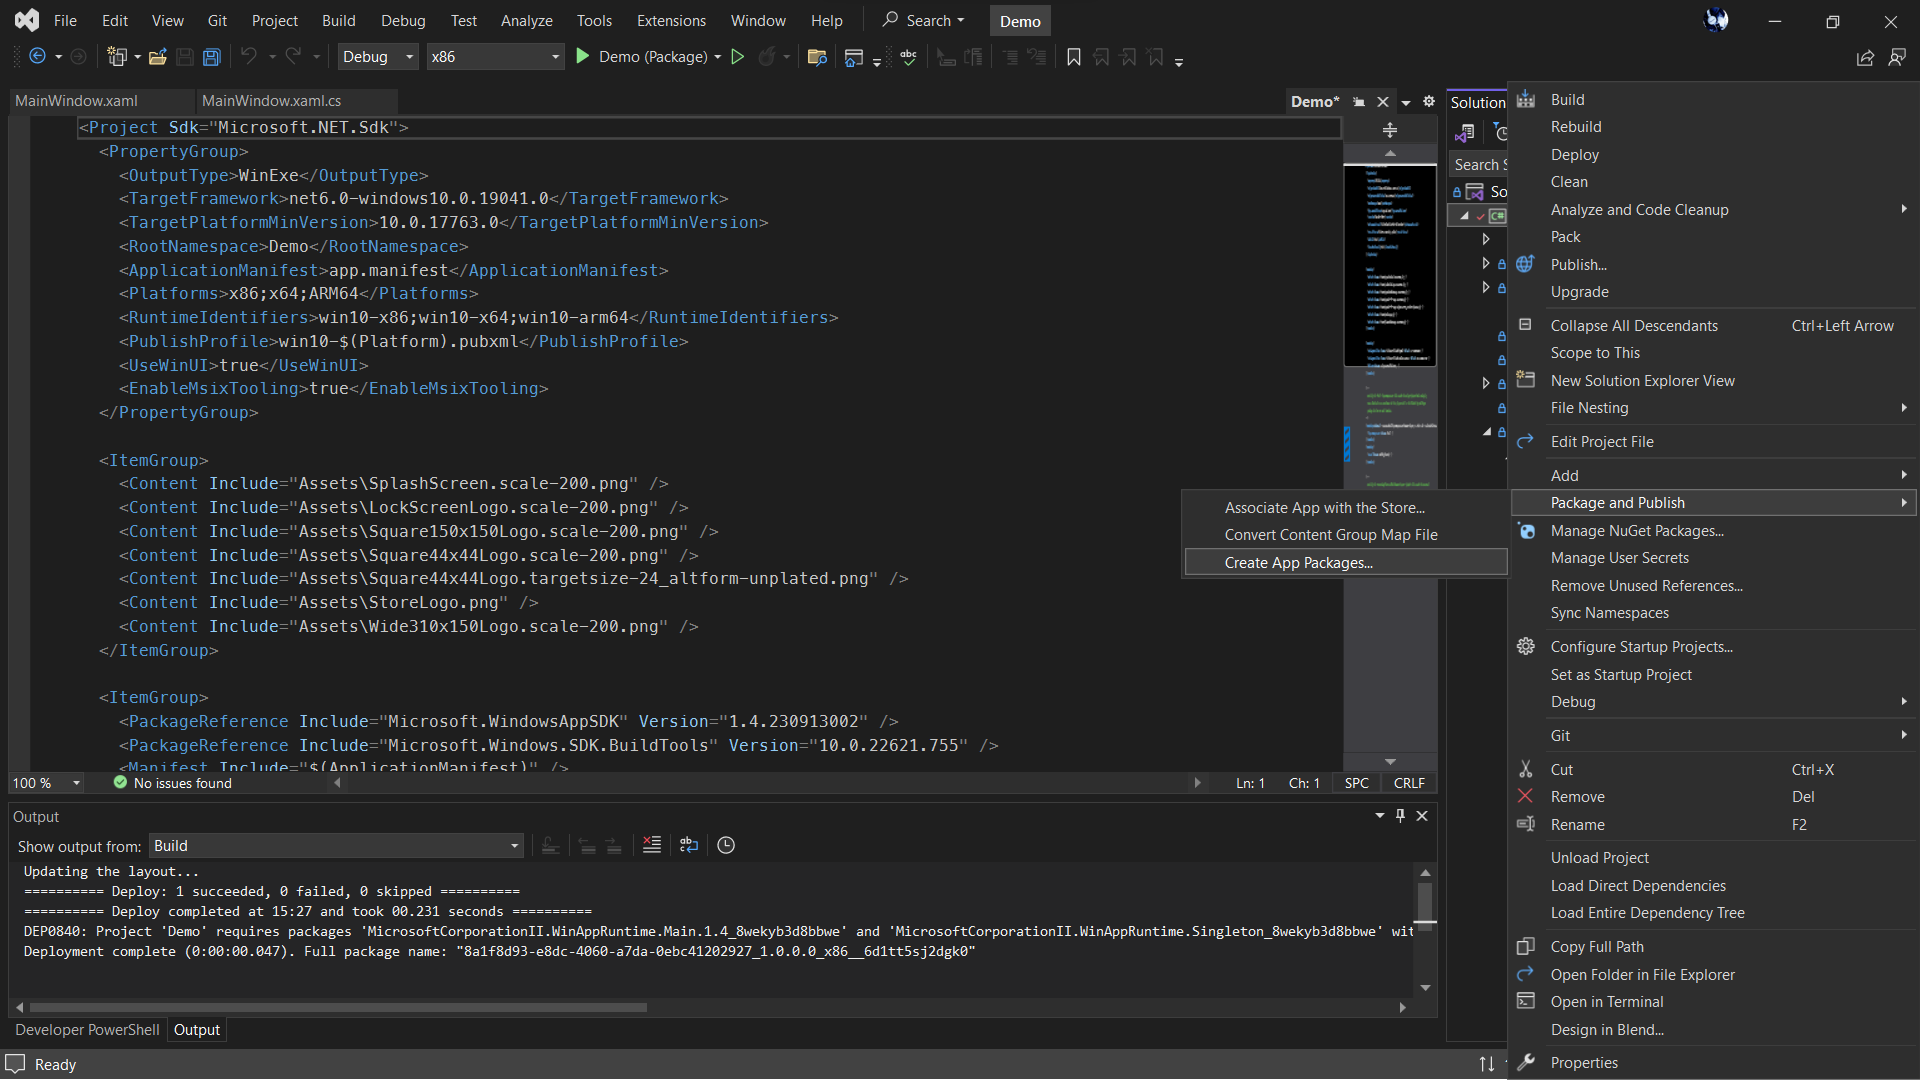 File Edit View Git Project Build Debug Test Analyze Tools Extensions Window Help Search Demo
Debug x86 Demo (Package)
MainWindow.xaml MainWindow.xaml.cs Demo*
<Project Sdk="Microsoft.NET.Sdk">
<PropertyGroup>
<OutputType>WinExe</OutputType>
<TargetFramework>net6.0-windows10.0.19041.0</TargetFramework>
<TargetPlatformMinVersion>10.0.17763.0</TargetPlatformMinVersion>
<RootNamespace>Demo</RootNamespace>
<ApplicationManifest>app.manifest</ApplicationManifest>
<Platforms>x86;x64;ARM64</Platforms>
<RuntimeIdentifiers>win10-x86;win10-x64;win10-arm64</RuntimeIdentifiers>
<PublishProfile>win10-$(Platform).pubxml</PublishProfile>
<UseWinUI>true</UseWinUI>
<EnableMsixTooling>true</EnableMsixTooling>
</PropertyGroup>
<ItemGroup>
<Content Include="Assets\SplashScreen.scale-200.png" />
<Content Include="Assets\LockScreenLogo.scale-200.png" />
<Content Include="Assets\Square150x150Logo.scale-200.png" />
<Content Include="Assets\Square44x44Logo.scale-200.png" />
<Content Include="Assets\Square44x44Logo.targetsize-24_altform-unplated.png" />
<Content Include="Assets\StoreLogo.png" />
<Content Include="Assets\Wide310x150Logo.scale-200.png" />
</ItemGroup>
<ItemGroup>
<PackageReference Include="Microsoft.WindowsAppSDK" Version="1.4.230913002" />
<PackageReference Include="Microsoft.Windows.SDK.BuildTools" Version="10.0.22621.755" />
<Manifest Include="$(ApplicationManifest)" />
100 % No issues found Ln: 1 Ch: 1 SPC CRLF
Output
Show output from: Build
Updating the layout...
========== Deploy: 1 succeeded, 0 failed, 0 skipped ==========
========== Deploy completed at 15:27 and took 00.231 seconds ==========
DEP0840: Project 'Demo' requires packages 'MicrosoftCorporationII.WinAppRuntime.Main.1.4_8wekyb3d8bbwe' and 'MicrosoftCorporationII.WinAppRuntime.Singleton_8wekyb3d8bbwe' wit
Deployment complete (0:00:00.047). Full package name: "8a1f8d93-e8dc-4060-a7da-0ebc41202927_1.0.0.0_x86__6d1tt5sj2dgk0"
Developer PowerShell Output
Ready
Solution
Search S
So
Associate App with the Store...
Convert Content Group Map File
Create App Packages...
Build
Rebuild
Deploy
Clean
Analyze and Code Cleanup
Pack
Publish...
Upgrade
Collapse All Descendants Ctrl+Left Arrow
Scope to This
New Solution Explorer View
File Nesting
Edit Project File
Add
Package and Publish
Manage NuGet Packages...
Manage User Secrets
Remove Unused References...
Sync Namespaces
Configure Startup Projects...
Set as Startup Project
Debug
Git
Cut Ctrl+X
Remove Del
Rename F2
Unload Project
Load Direct Dependencies
Load Entire Dependency Tree
Copy Full Path
Open Folder in File Explorer
Open in Terminal
Design in Blend...
Properties